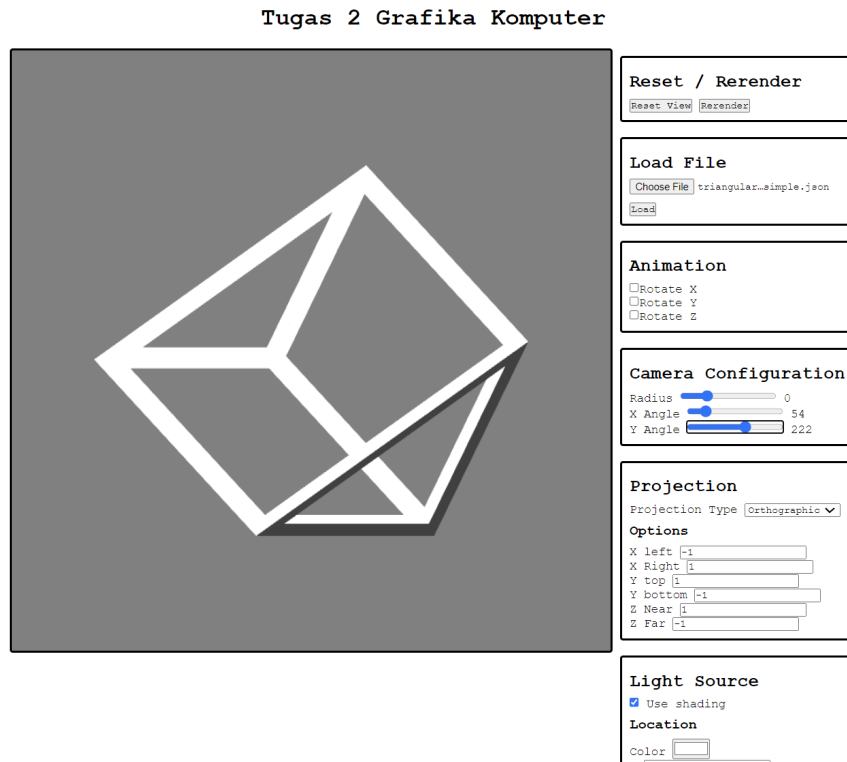 Tugas 2 Grafika Komputer
Reset / Rerender
Reset View Rerender
Load File
Choose File triangular…simple.json
Load
Animation
Rotate X
Rotate Y
Rotate Z
Camera Configuration
Radius 0
X Angle 54
Y Angle 222
Projection
Projection Type Orthographic
Options
X left -1
X Right 1
Y top 1
Y bottom -1
Z Near 1
Z Far -1
Light Source
Use shading
Location
Color